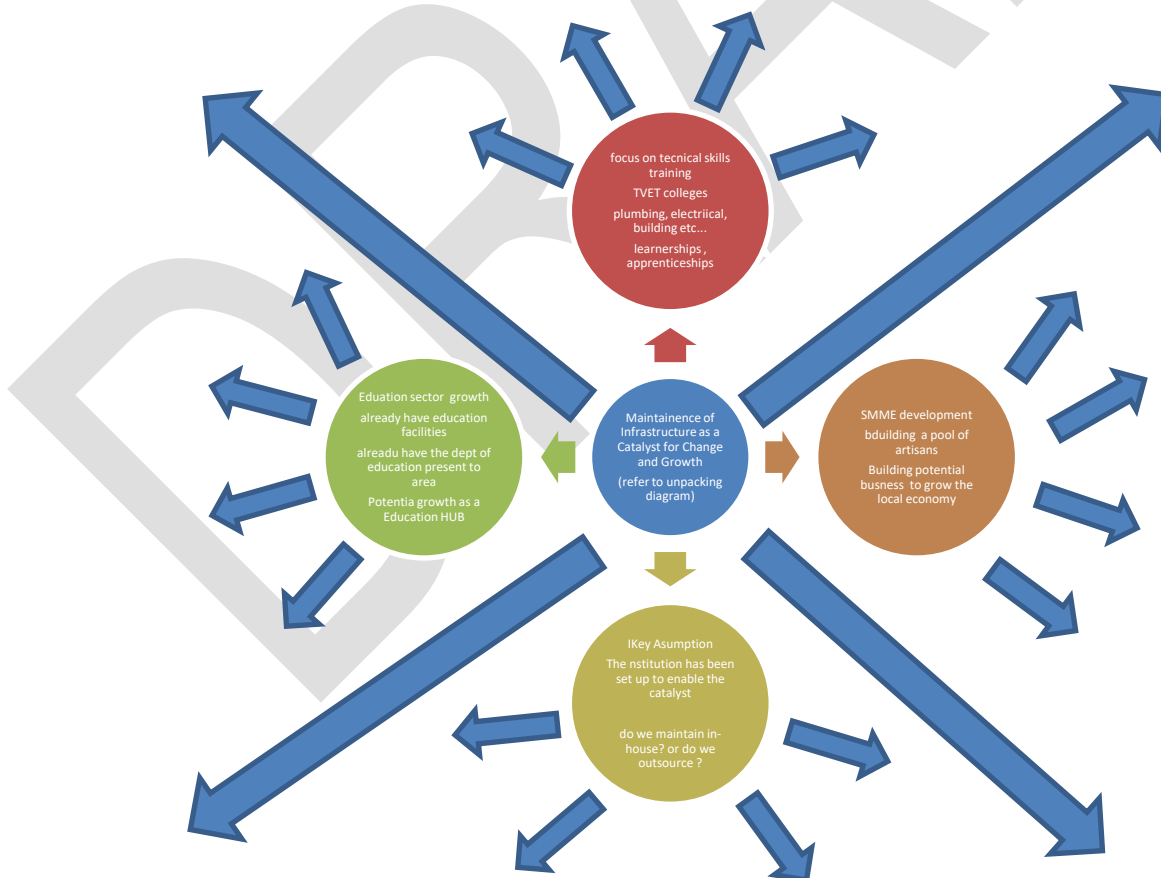 focus on tecnical skills
training
TVET colleges
plumbing, electriical,
building etc...
learnerships ,
apprenticeships
Eduation sector growth
already have education
facilities
alreadu have the dept of
education present to
area
Potentia growth as a
Education HUB
Maintainence of
Infrastructure as a
Catalyst for Change
and Growth
(refer to unpacking
diagram)
SMME development
bduilding a pool of
artisans
Building potential
busness to grow the
local economy
IKey Asumption
The nstitution has been
set up to enable the
catalyst
do we maintain in-
house? or do we
outsource ?